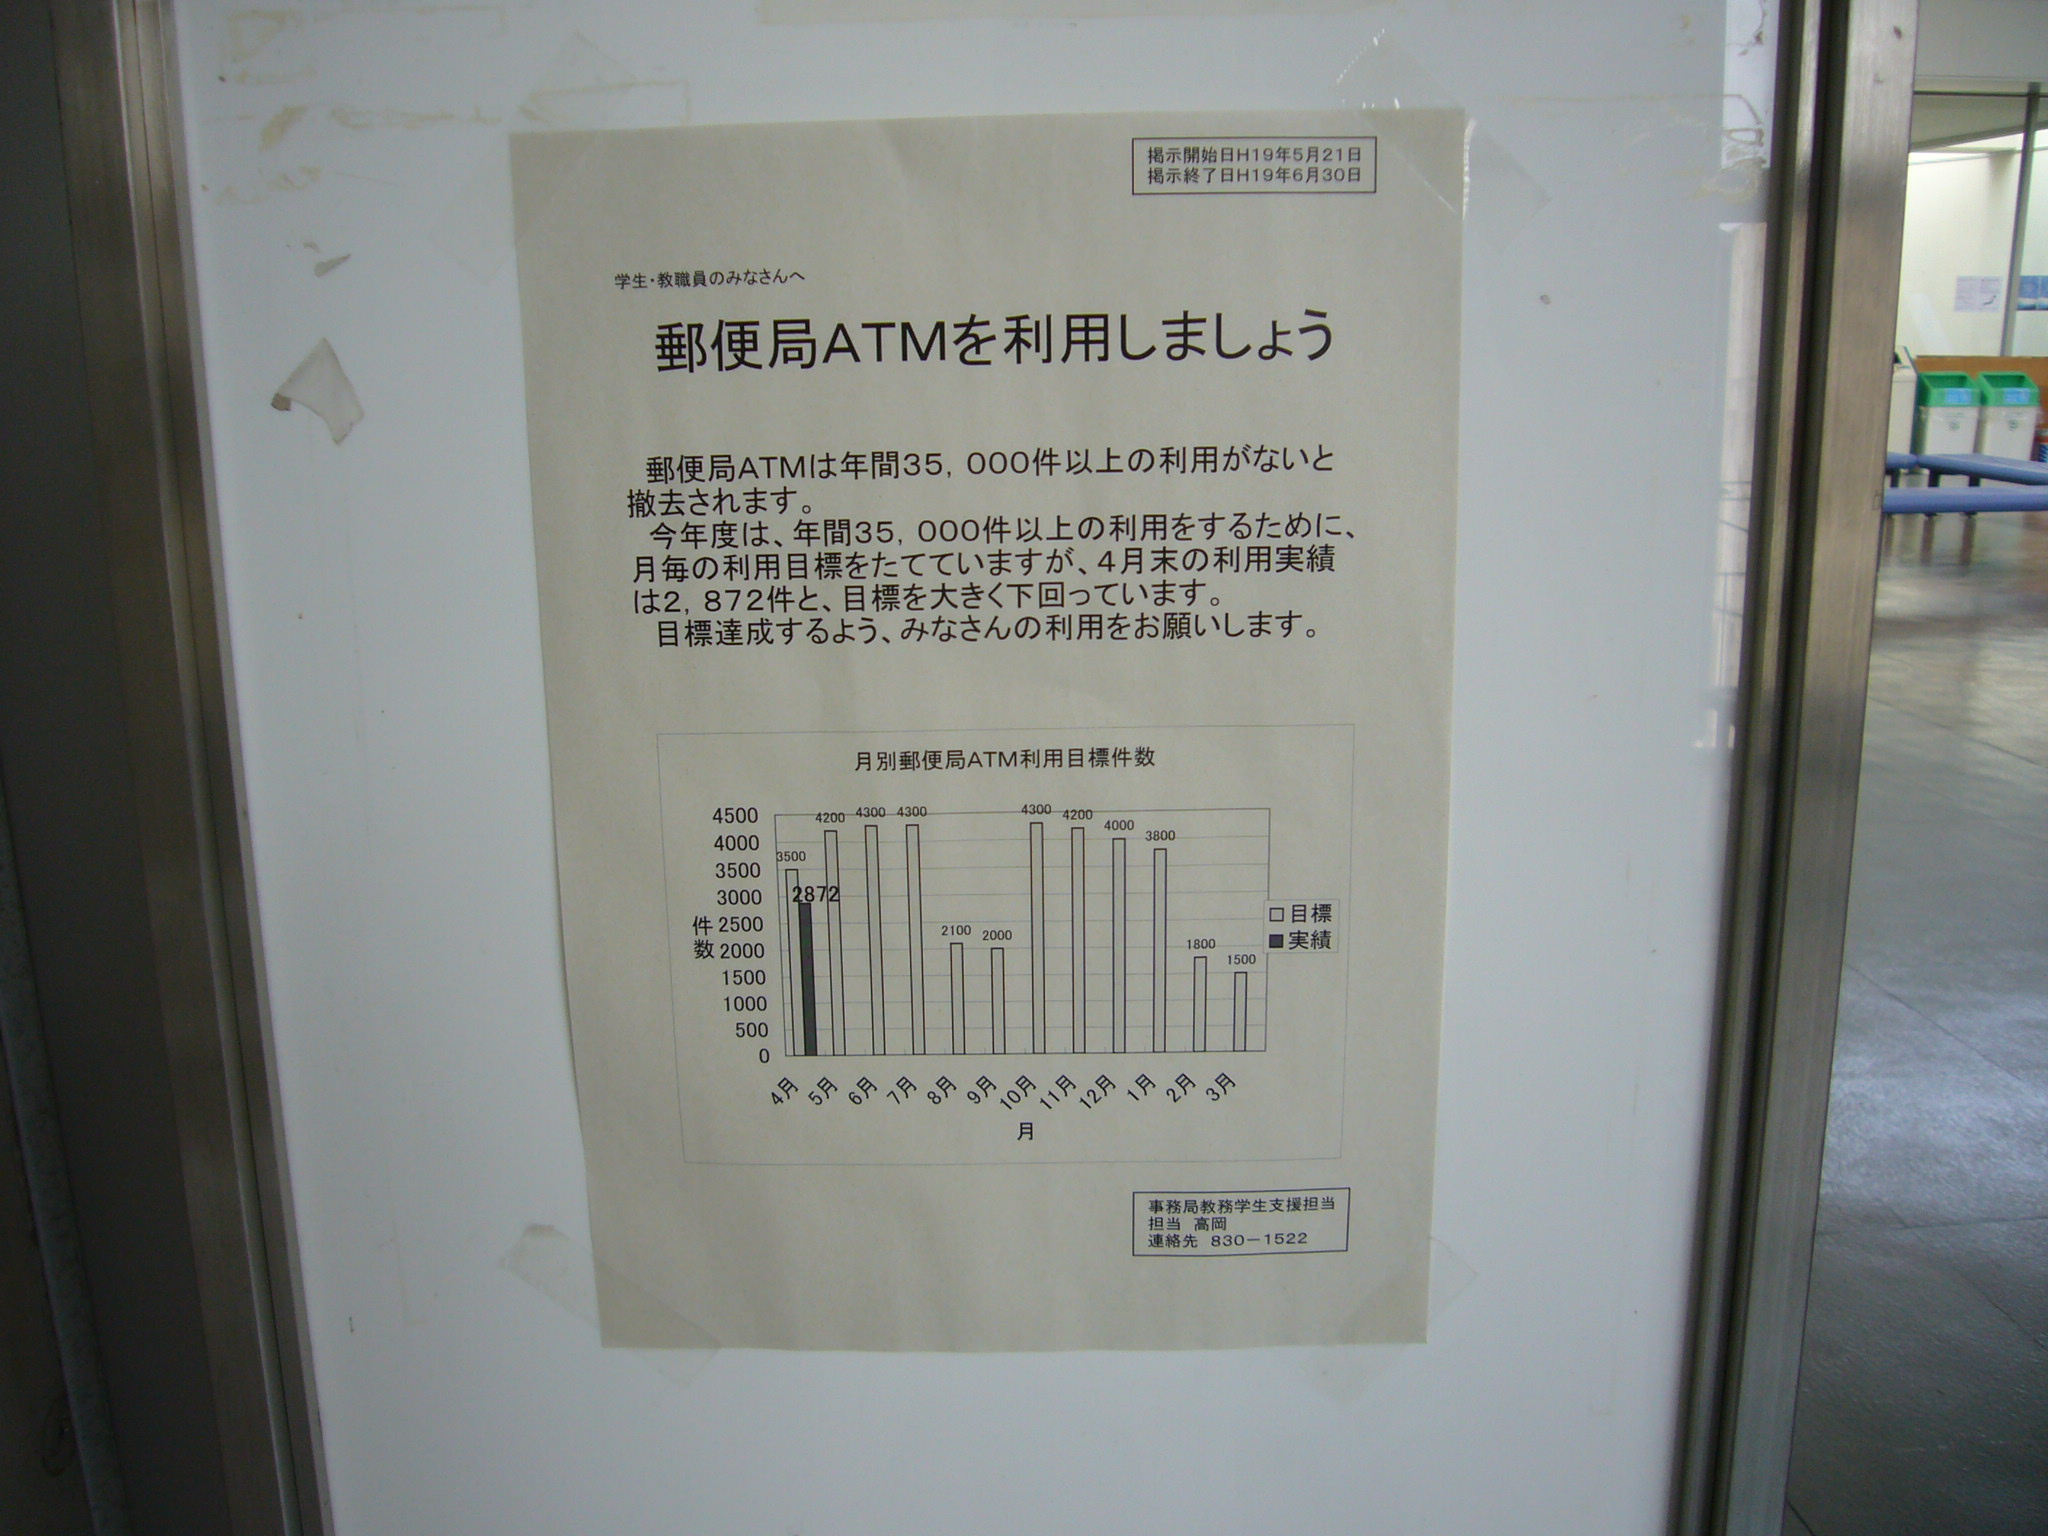 掲示開始日H19年5月21日
掲示終了日H19年6月30日
学生・教職員のみなさんへ
郵便局ATMを利用しましょう
郵便局ATMは年間35，000件以上の利用がないと
撤去されます。
今年度は、年間35，000件以上の利用をするために、
月毎の利用目標をたてていますが、4月末の利用実績
は2，872件と、目標を大きく下回っています。
目標達成するよう、みなさんの利用をお願いします。
月別郵便局ATM利用目標件数
4500
4000
3500
3000
2500
2000
1500
1000
500
0
件数
3500
2872
4200
4300
4300
2100
2000
4300
4200
4000
3800
1800
1500
目標
実績
4月 5月 6月 7月 8月 9月 10月 11月 12月 1月 2月 3月
月
事務局教務学生支援担当
担当 高岡
連絡先 830－1522